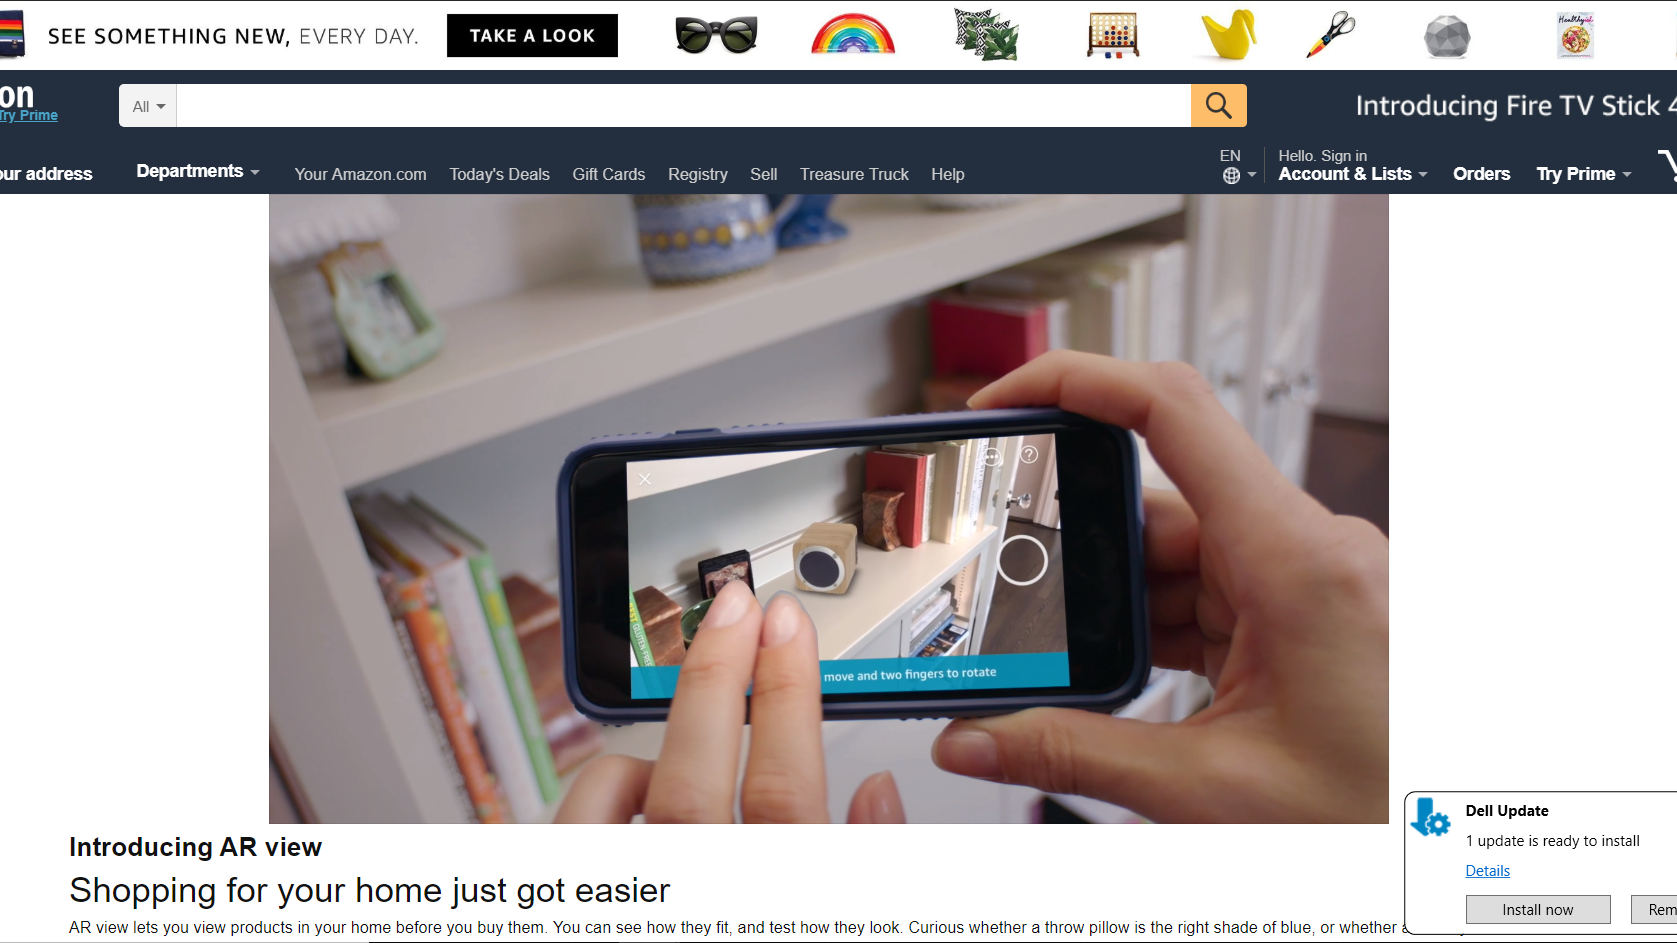 SEE SOMETHING NEW, EVERY DAY.
TAKE A LOOK
Healthyish
on
Try Prime
All
Introducing Fire TV Stick 4
our address
Departments
Your Amazon.com
Today's Deals
Gift Cards
Registry
Sell
Treasure Truck
Help
EN
Hello. Sign in
Account & Lists
Orders
Try Prime
GLUTEN-FREE
move and two fingers to rotate
Introducing AR view
Shopping for your home just got easier
AR view lets you view products in your home before you buy them. You can see how they fit, and test how they look. Curious whether a throw pillow is the right shade of blue, or whether a
Dell Update
1 update is ready to install
Details
Install now
Rem